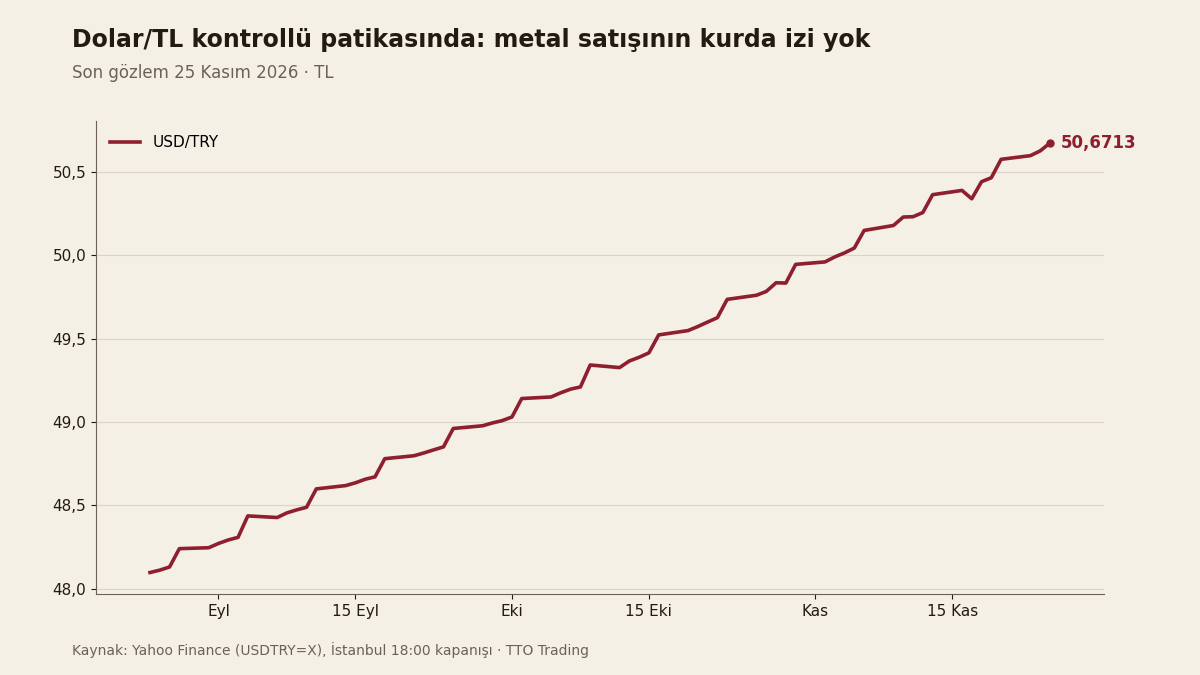 Dolar/TL kontrollü patikasında: metal satışının kurda izi yok
Son gözlem 25 Kasım 2026 · TL
USD/TRY
50,6713
50,5
50,0
49,5
49,0
48,5
48,0
Eyl
15 Eyl
Eki
15 Eki
Kas
15 Kas
Kaynak: Yahoo Finance (USDTRY=X), İstanbul 18:00 kapanışı · TTO Trading